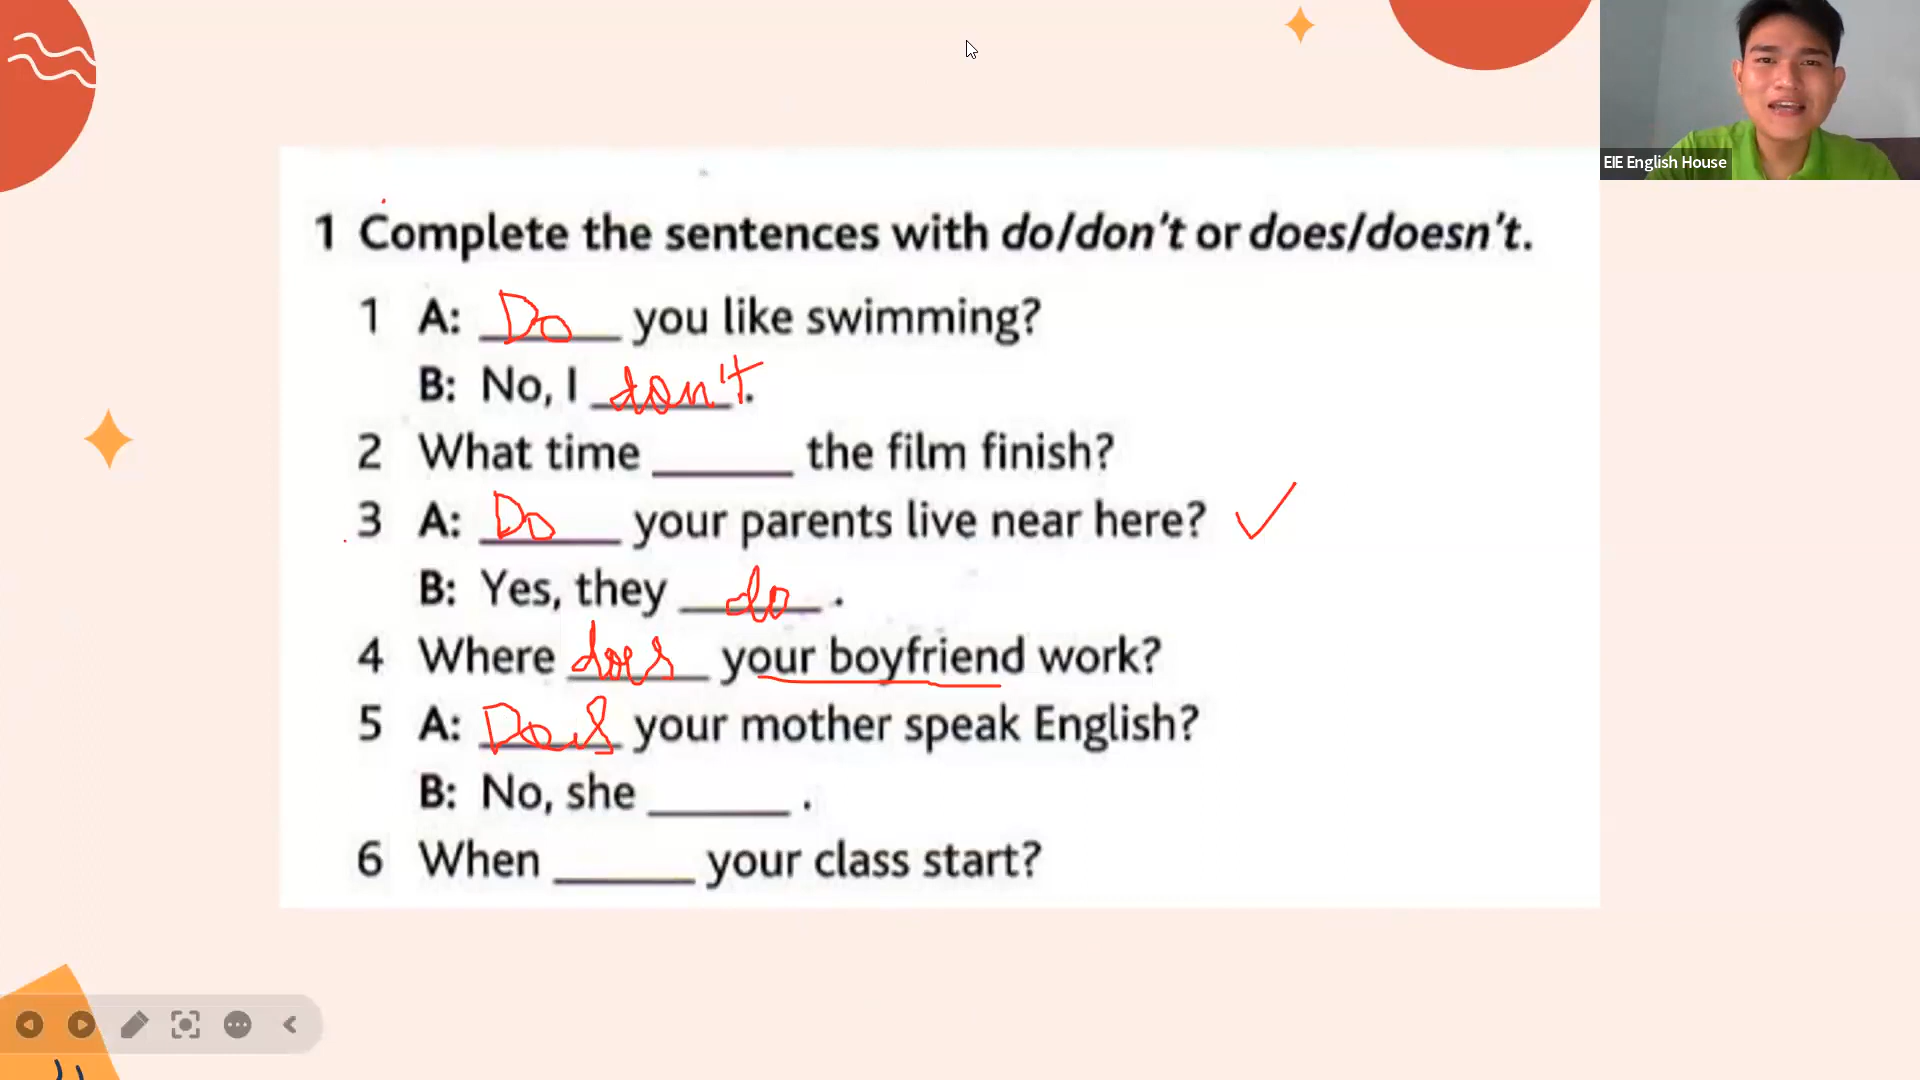 EIE English House
1 Complete the sentences with do/don't or does/doesn't.
1 A: Do you like swimming?
B: No, I don't.
2 What time ______ the film finish?
3 A: Do your parents live near here?
B: Yes, they do .
4 Where does your boyfriend work?
5 A: Does your mother speak English?
B: No, she ______ .
6 When ______ your class start?